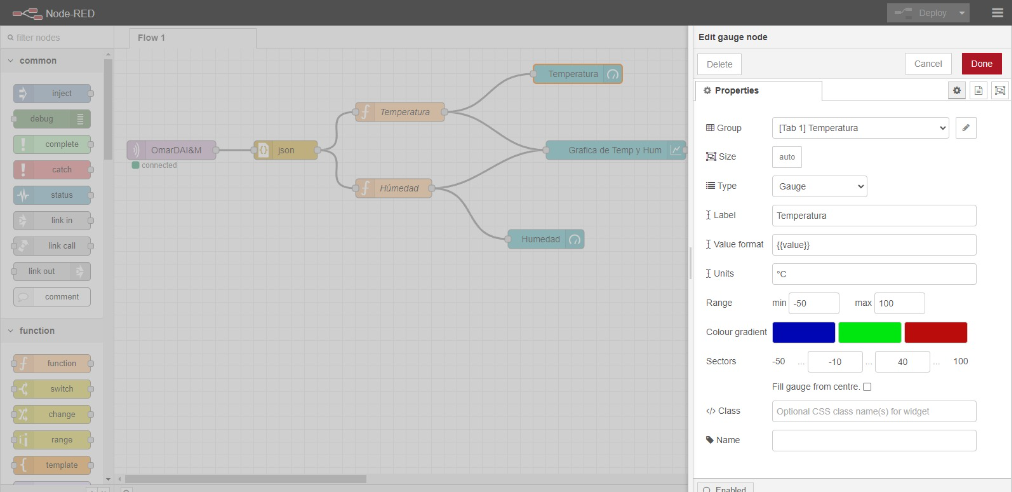 Node-RED
Deploy
filter nodes
Flow 1
common
inject
debug
complete
catch
status
link in
link call
link out
comment
function
function
switch
change
range
template
OmarDAI&M
connected
json
Temperatura
Húmedad
Temperatura
Grafica de Temp y Hum
Humedad
Edit gauge node
Delete
Cancel
Done
Properties
Group
[Tab 1] Temperatura
Size
auto
Type
Gauge
Label
Temperatura
Value format
{{value}}
Units
°C
Range
min -50 max 100
Colour gradient
Sectors
-50 ... -10 ... 40 ... 100
Fill gauge from centre.
Class
Optional CSS class name(s) for widget
Name
Enabled